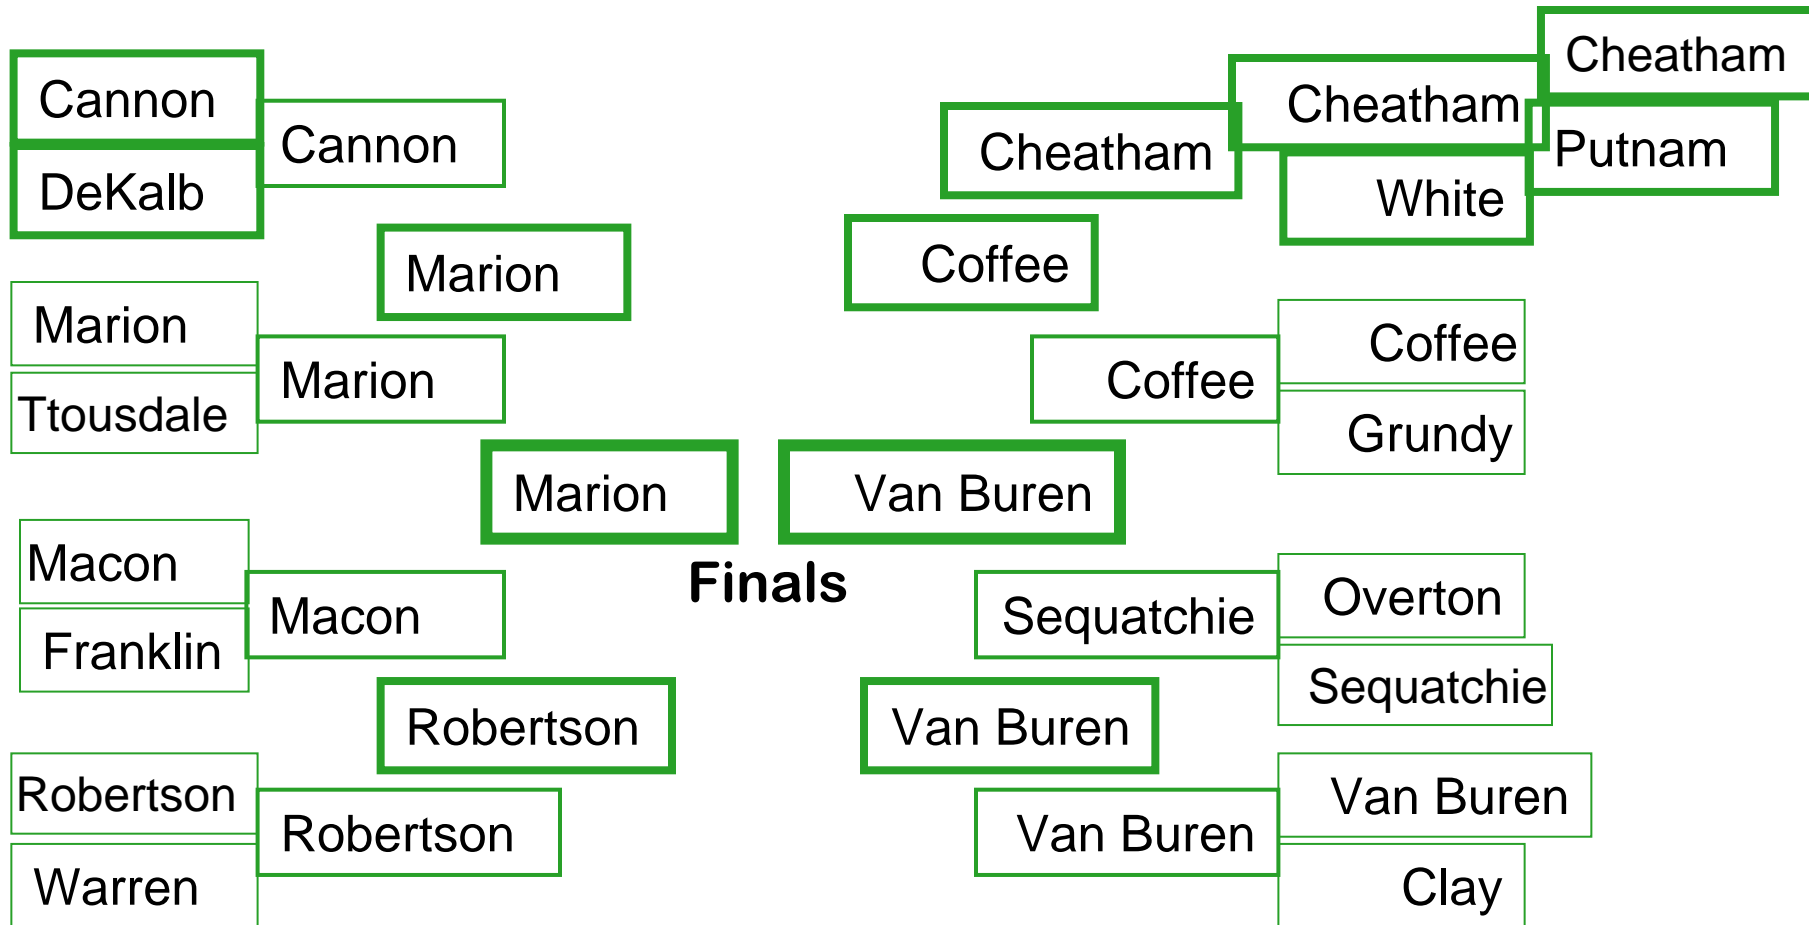 Cannon
DeKalb
Cannon
Marion
Marion
Ttousdale
Marion
Marion
Macon
Franklin
Macon
Robertson
Robertson
Warren
Robertson
Finals
Cheatham
Putnam
Cheatham
White
Cheatham
Coffee
Coffee
Grundy
Coffee
Van Buren
Overton
Sequatchie
Sequatchie
Van Buren
Van Buren
Clay
Van Buren